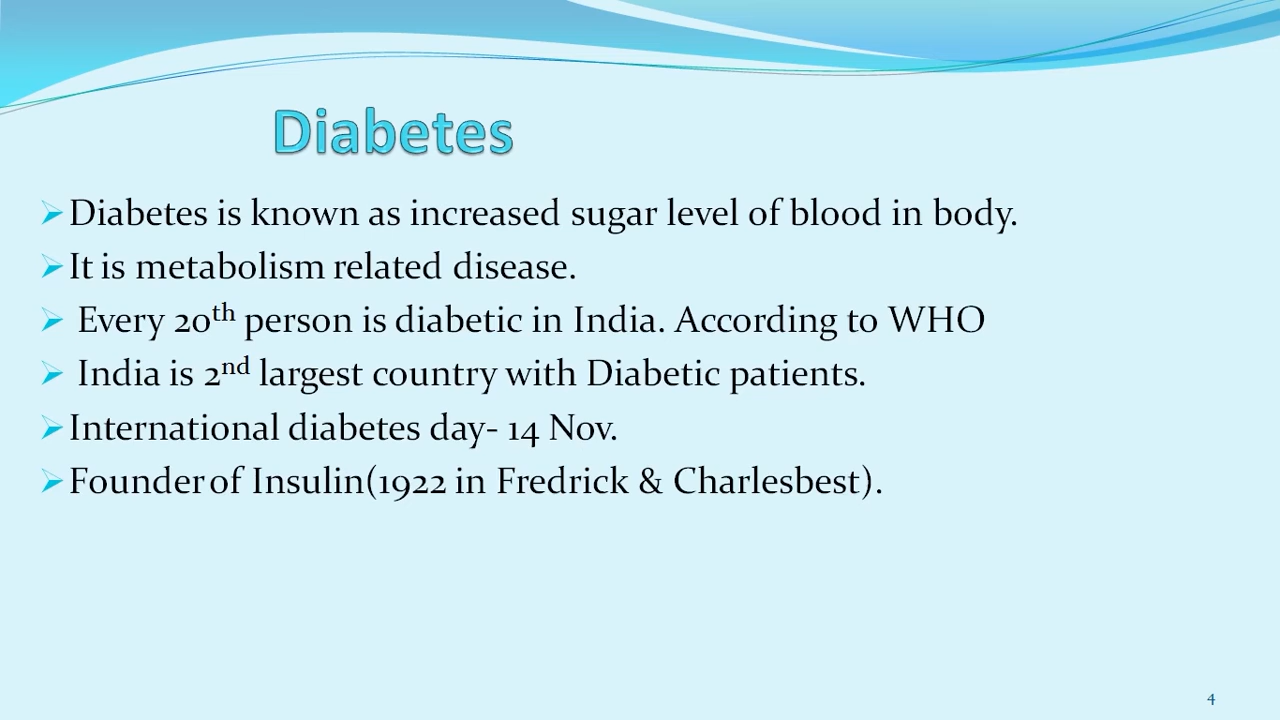 Diabetes
Diabetes is known as increased sugar level of blood in body.
It is metabolism related disease.
Every 20th person is diabetic in India. According to WHO
India is 2nd largest country with Diabetic patients.
International diabetes day- 14 Nov.
Founder of Insulin(1922 in Fredrick & Charlesbest).
4